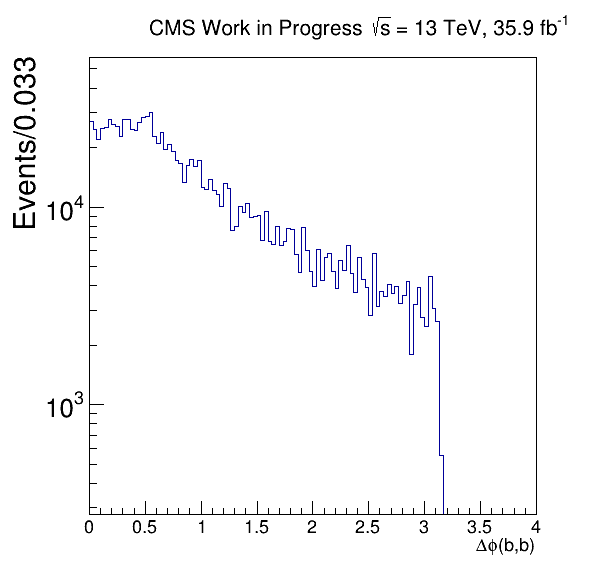 CMS Work in Progress √s = 13 TeV, 35.9 fb⁻¹
Events/0.033
10⁴
10³
0 0.5 1 1.5 2 2.5 3 3.5 4
Δϕ(b,b)